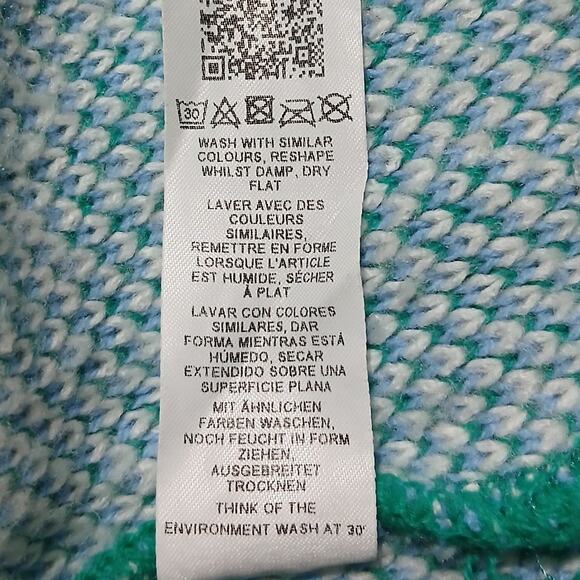 30
WASH WITH SIMILAR
COLOURS, RESHAPE
WHILST DAMP, DRY
FLAT
LAVER AVEC DES
COULEURS
SIMILAIRES,
REMETTRE EN FORME
LORSQUE L'ARTICLE
EST HUMIDE, SÉCHER
À PLAT
LAVAR CON COLORES
SIMILARES, DAR
FORMA MIENTRAS ESTÁ
HÚMEDO, SECAR
EXTENDIDO SOBRE UNA
SUPERFICIE PLANA
MIT ÄHNLICHEN
FARBEN WASCHEN,
NOCH FEUCHT IN FORM
ZIEHEN,
AUSGEBREITET
TROCKNEN
THINK OF THE
ENVIRONMENT WASH AT 30°